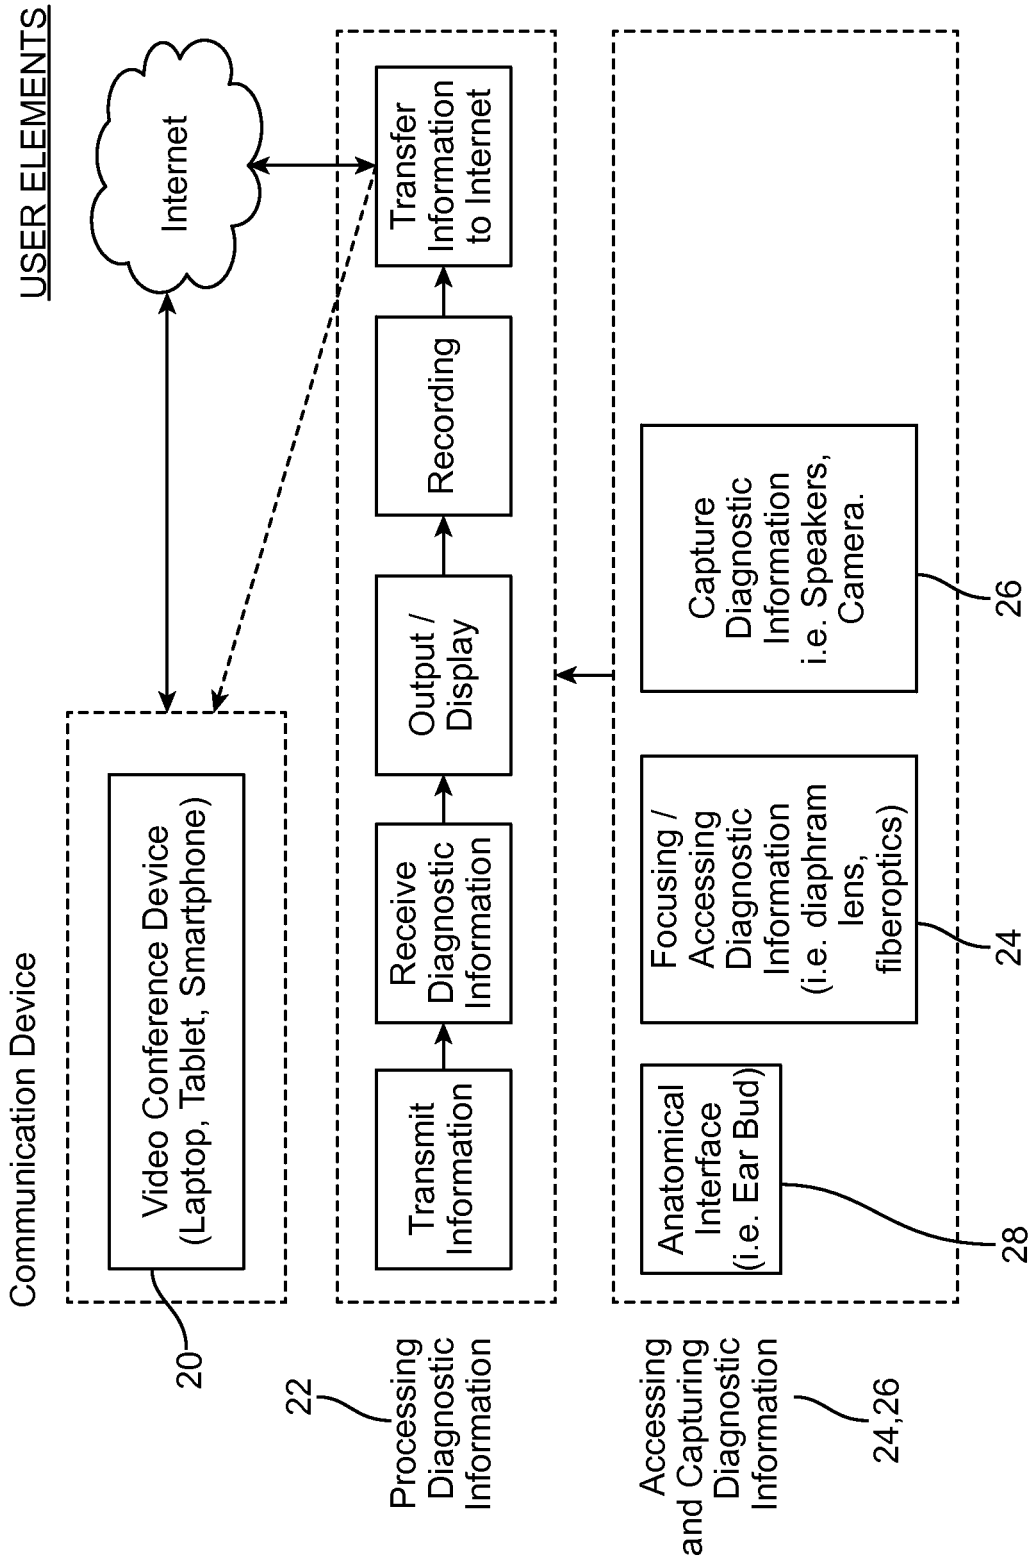 USER ELEMENTS
Communication Device
Video Conference Device
(Laptop, Tablet, Smartphone)
20
Internet
22
Processing
Diagnostic
Information
Transmit
Information
Receive
Diagnostic
Information
Output /
Display
Recording
Transfer
Information
to Internet
Accessing
and Capturing
Diagnostic
Information
24,26
Anatomical
Interface
(i.e. Ear Bud)
28
Focusing /
Accessing
Diagnostic
Information
(i.e. diaphram
lens,
fiberoptics)
24
Capture
Diagnostic
Information
i.e. Speakers,
Camera.
26